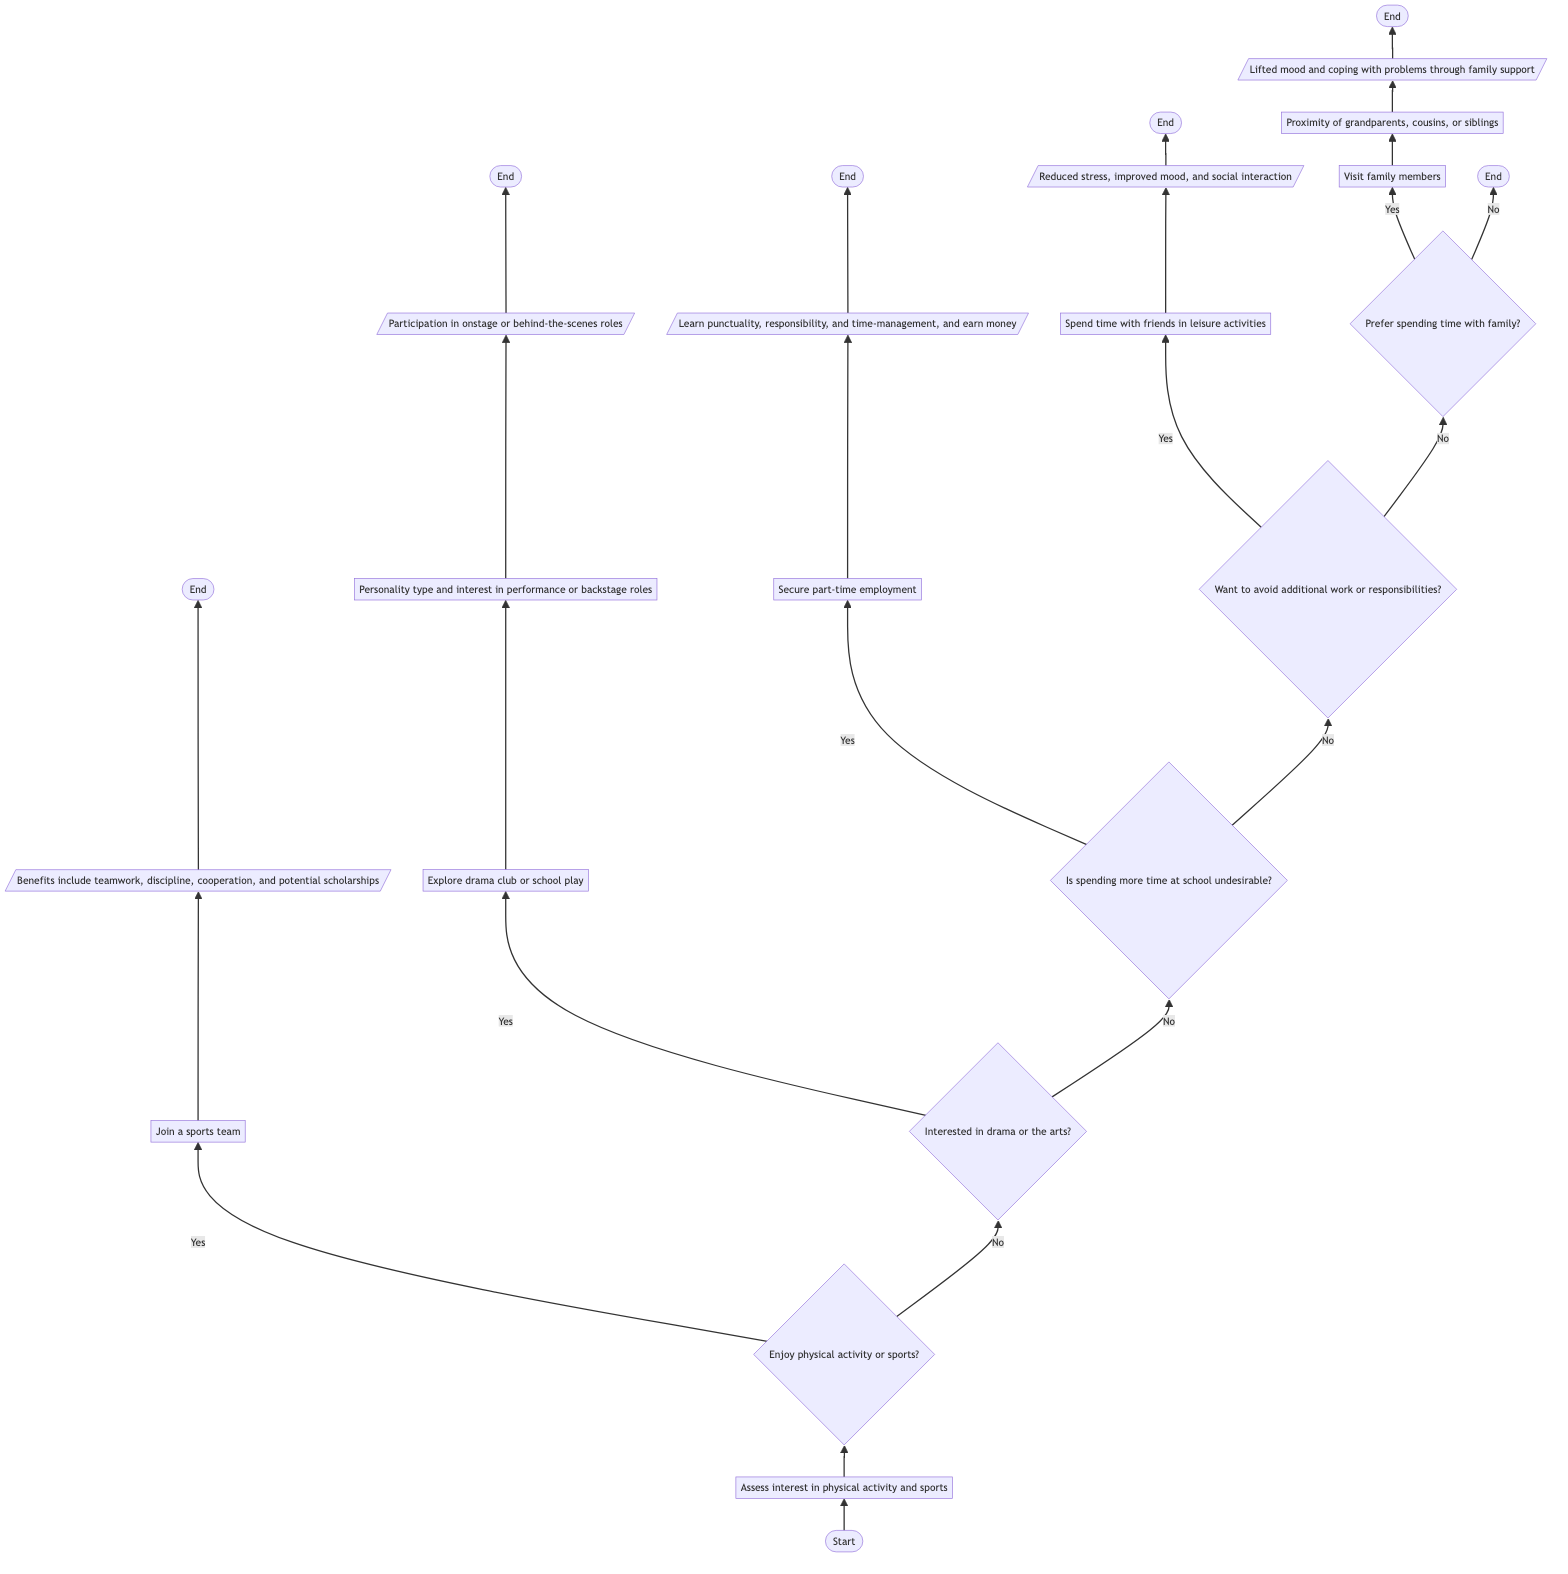 End
Lifted mood and coping with problems through family support
End
Proximity of grandparents, cousins, or siblings
End
End
Reduced stress, improved mood, and social interaction
Visit family members
End
Yes
No
Participation in onstage or behind-the-scenes roles
Learn punctuality, responsibility, and time-management, and earn money
Spend time with friends in leisure activities
Prefer spending time with family?
Yes
No
End
Personality type and interest in performance or backstage roles
Secure part-time employment
Want to avoid additional work or responsibilities?
Yes
No
Benefits include teamwork, discipline, cooperation, and potential scholarships
Explore drama club or school play
Is spending more time at school undesirable?
Yes
No
Join a sports team
Interested in drama or the arts?
Yes
No
Enjoy physical activity or sports?
Assess interest in physical activity and sports
Start